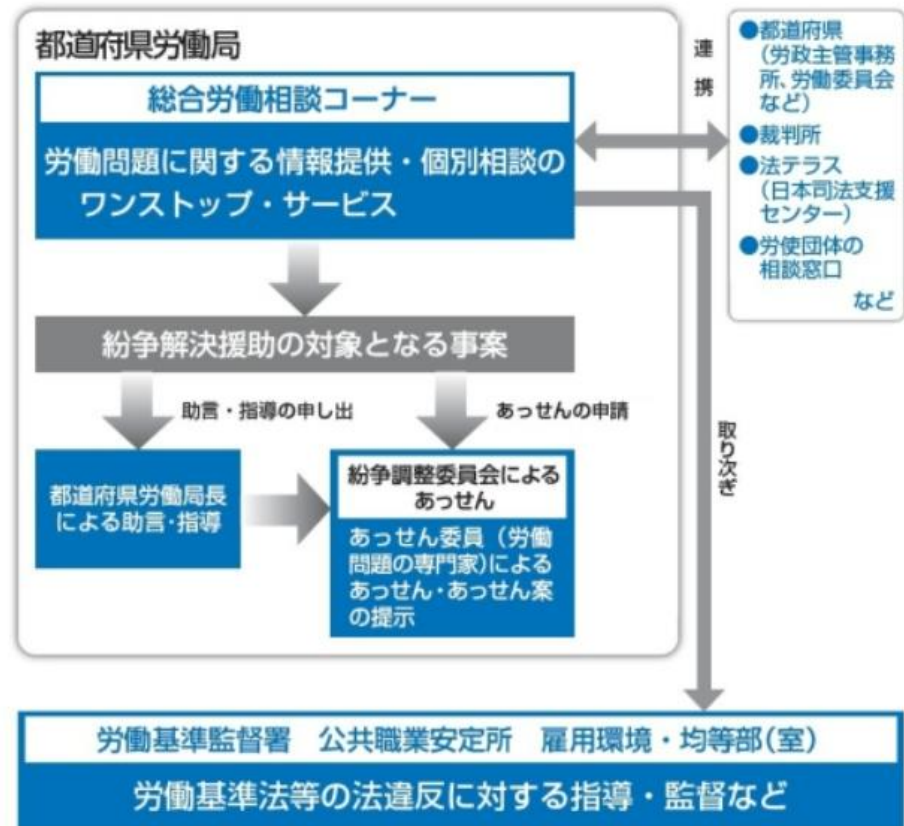 都道府県労働局
総合労働相談コーナー
労働問題に関する情報提供・個別相談の
ワンストップ・サービス
連携
●都道府県
(労政主管事務
所、労働委員会
など)
●裁判所
●法テラス
(日本司法支援
センター)
●労使団体の
相談窓口
など
紛争解決援助の対象となる事案
助言・指導の申し出
あっせんの申請
取り次ぎ
都道府県労働局長
による助言・指導
紛争調整委員会による
あっせん
あっせん委員(労働
問題の専門家)による
あっせん・あっせん案
の提示
労働基準監督署 公共職業安定所 雇用環境・均等部(室)
労働基準法等の法違反に対する指導・監督など